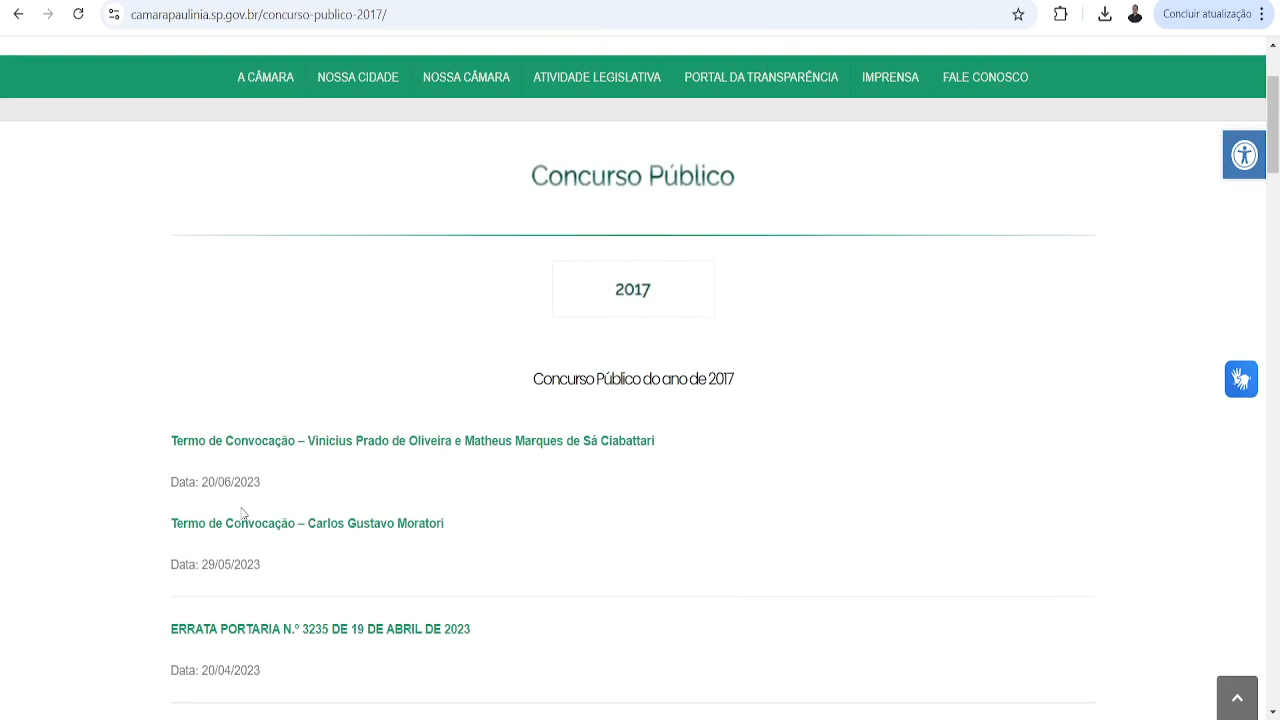 camarapaulinia.sp.gov.br/concurso-publico-2017/
Concluir atualização
A CÂMARA
NOSSA CIDADE
NOSSA CÂMARA
ATIVIDADE LEGISLATIVA
PORTAL DA TRANSPARÊNCIA
IMPRENSA
FALE CONOSCO
Concurso Público
2017
Concurso Público do ano de 2017
Termo de Convocação – Vinicius Prado de Oliveira e Matheus Marques de Sá Ciabattari
Data: 20/06/2023
Termo de Convocação – Carlos Gustavo Moratori
Data: 29/05/2023
ERRATA PORTARIA N.º 3235 DE 19 DE ABRIL DE 2023
Data: 20/04/2023